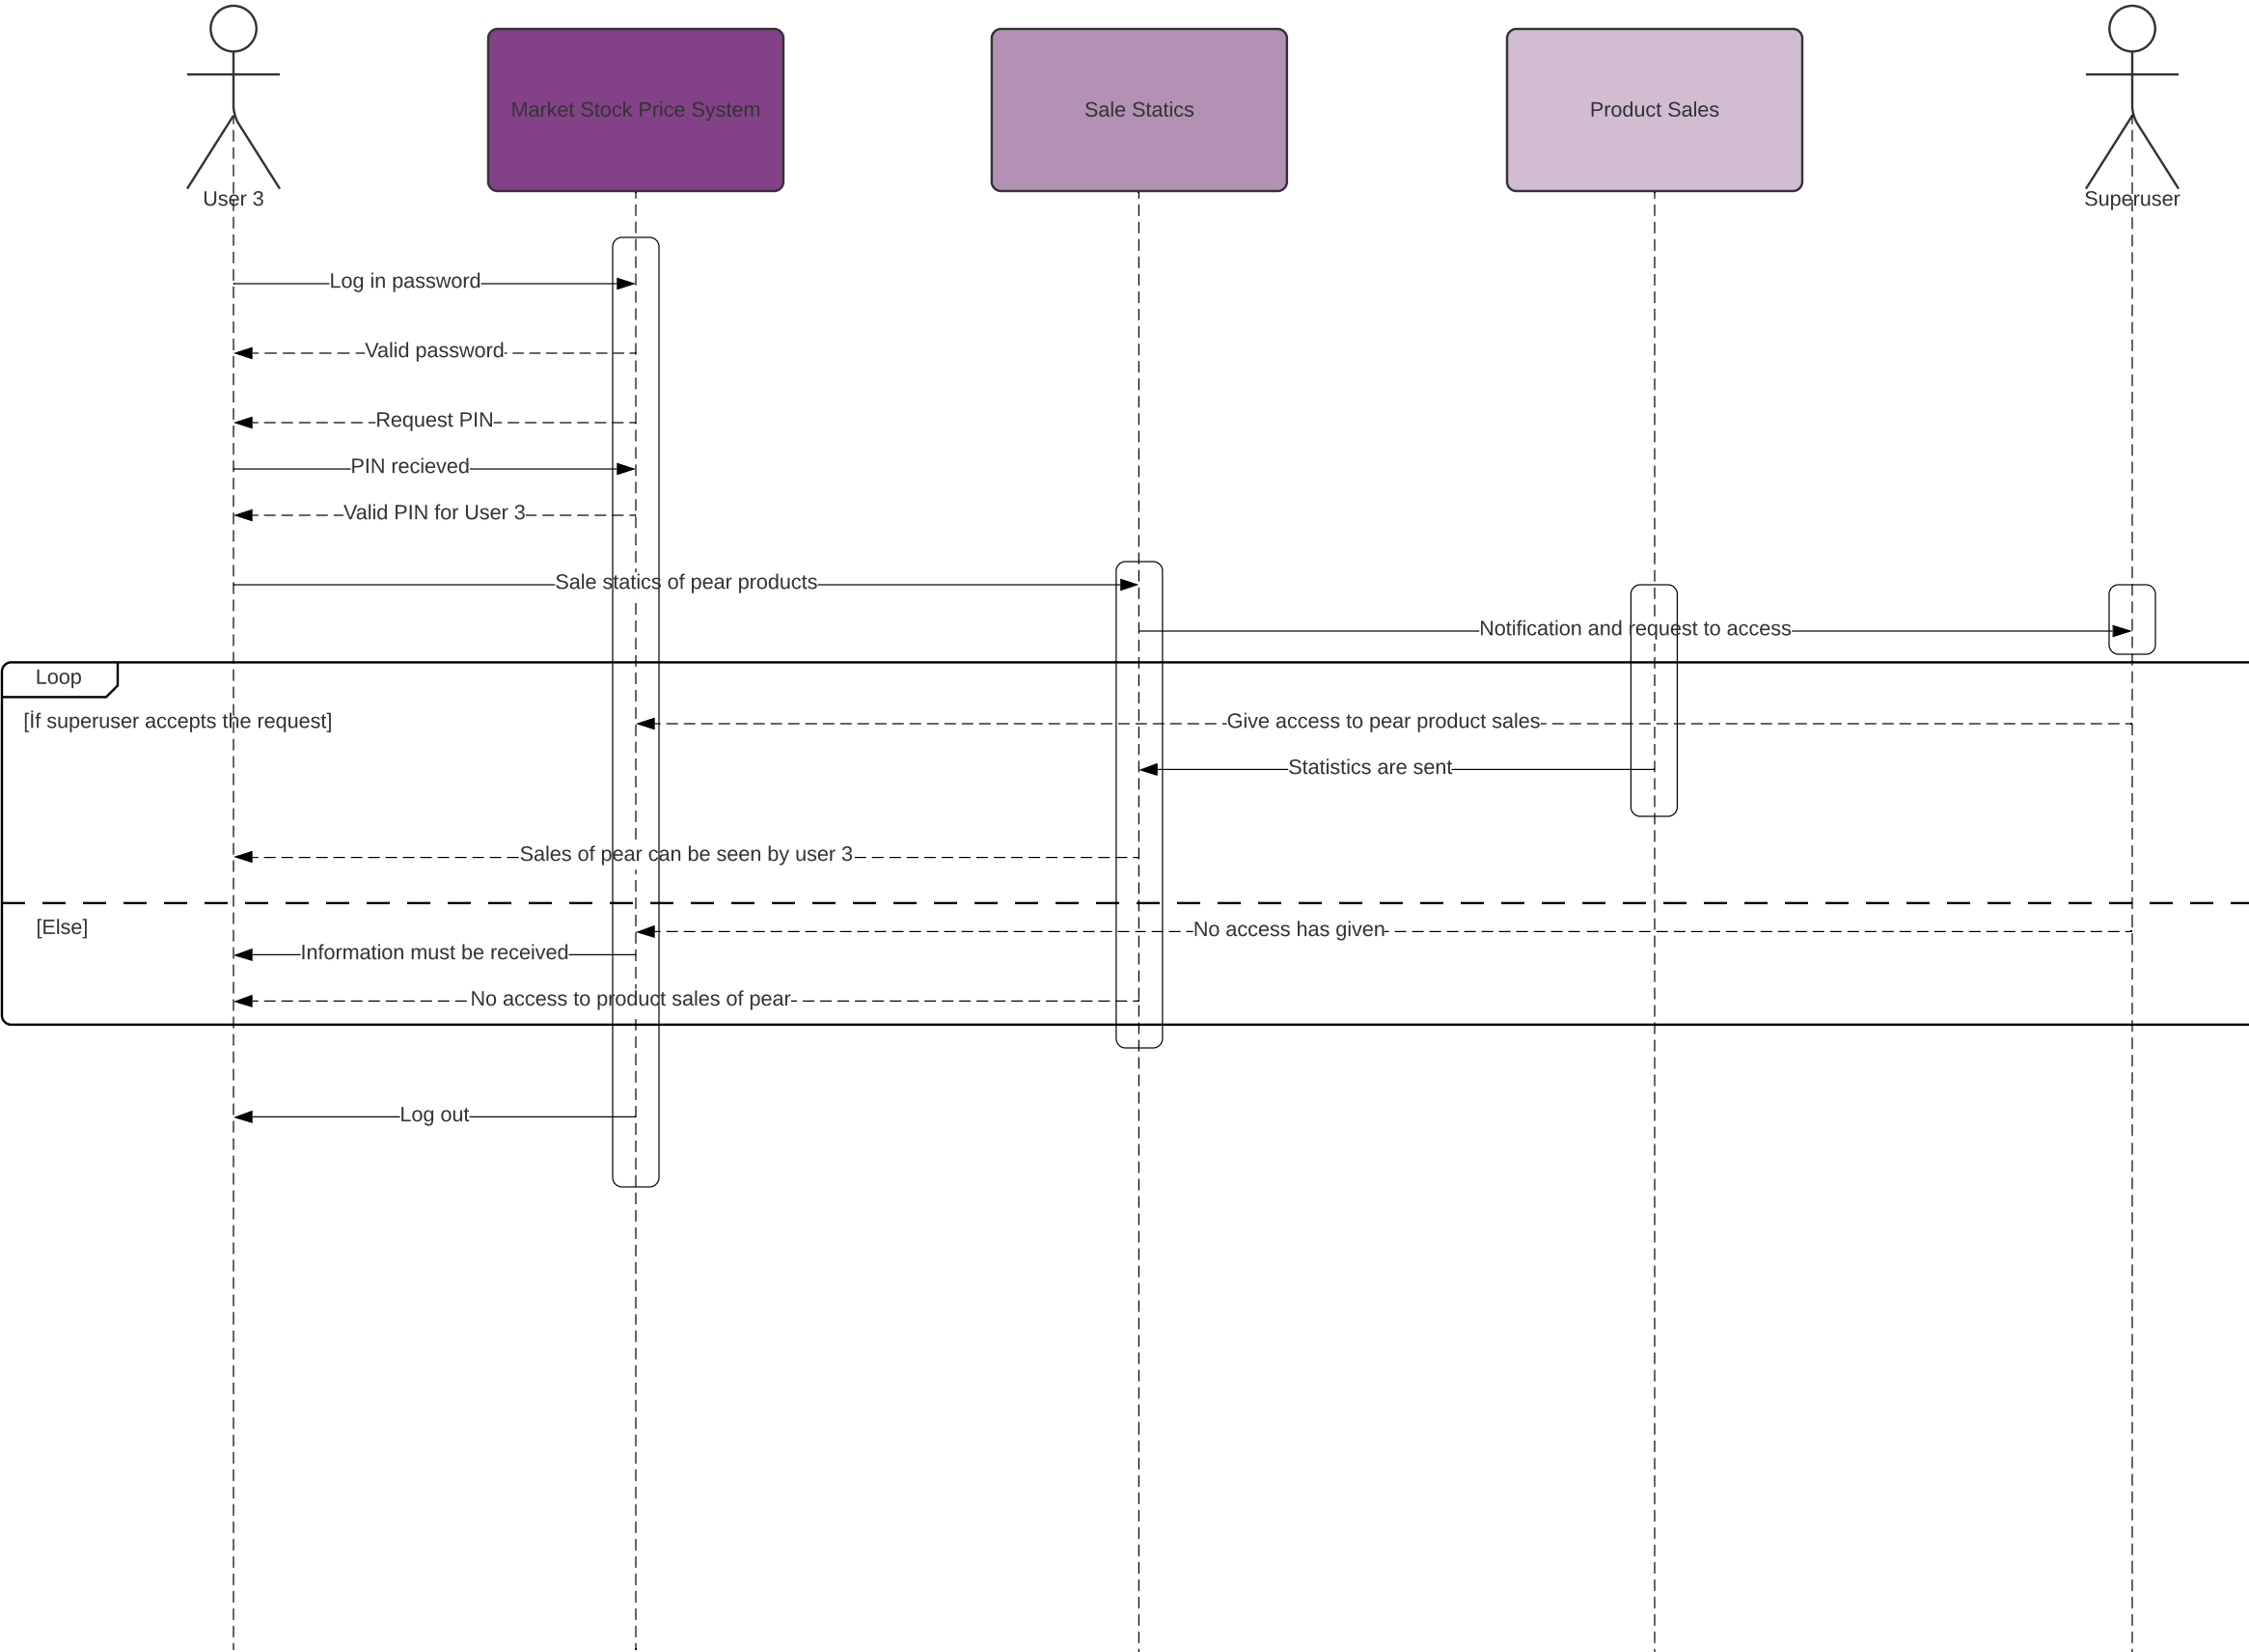 Market Stock Price System
Sale Statics
Product Sales
User 3
Superuser
Log in password
Valid password
Request PIN
PIN recieved
Valid PIN for User 3
Sale statics of pear products
Notification and request to access
Loop
[İf superuser accepts the request]
Give access to pear product sales
Statistics are sent
Sales of pear can be seen by user 3
[Else]
No access has given
Information must be received
No access to product sales of pear
Log out